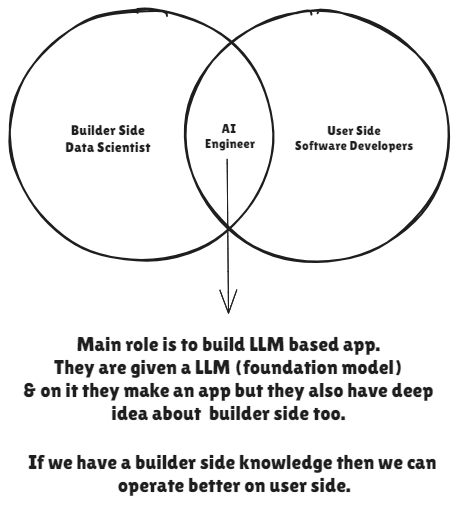 Builder Side
Data Scientist
AI
Engineer
User Side
Software Developers
Main role is to build LLM based app.
They are given a LLM (foundation model)
& on it they make an app but they also have deep
idea about builder side too.
If we have a builder side knowledge then we can
operate better on user side.